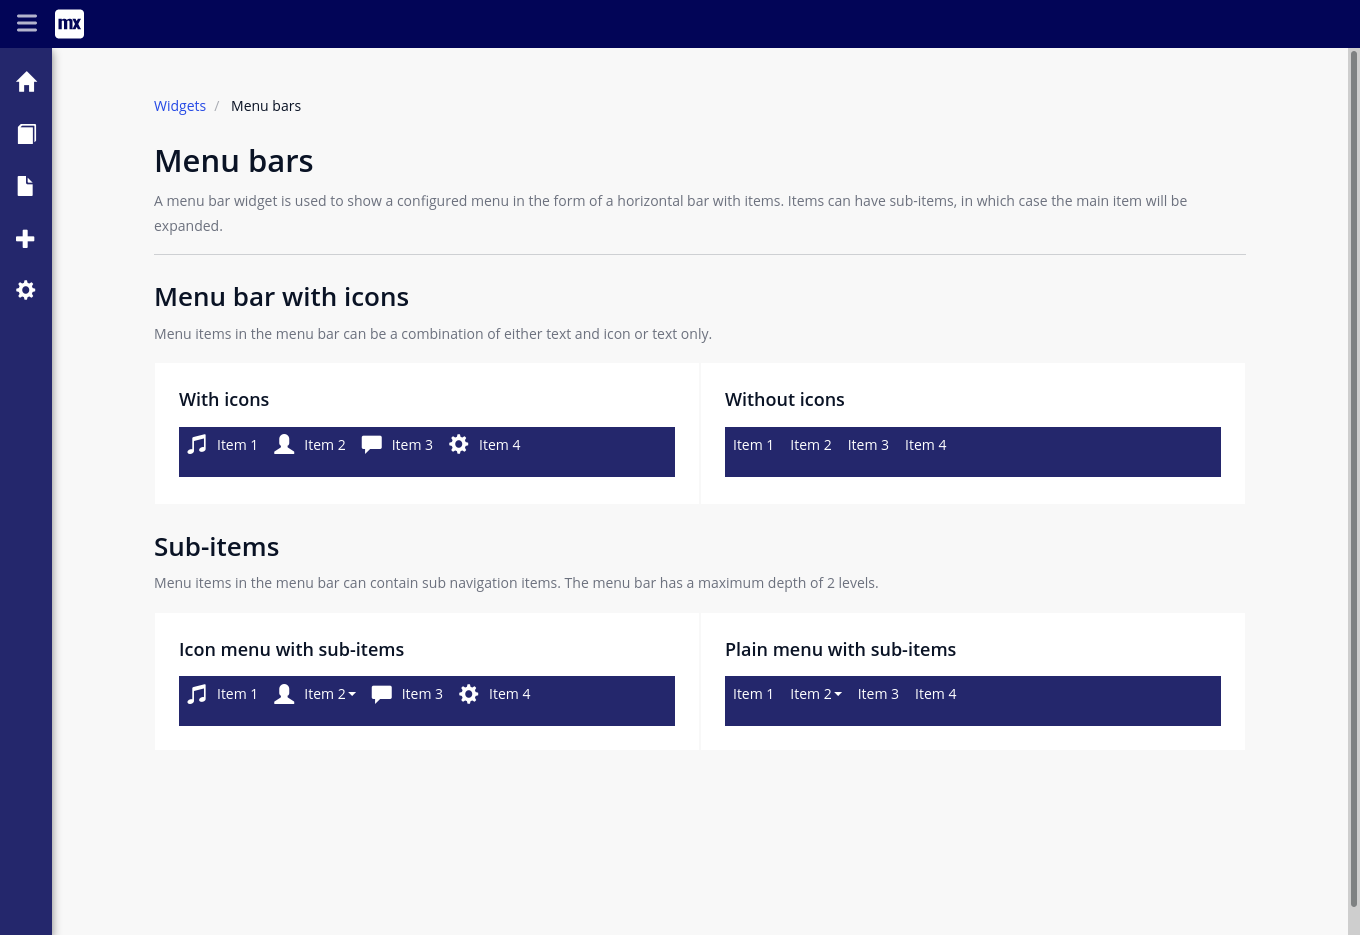 mx
Widgets / Menu bars
Menu bars
A menu bar widget is used to show a configured menu in the form of a horizontal bar with items. Items can have sub-items, in which case the main item will be
expanded.
Menu bar with icons
Menu items in the menu bar can be a combination of either text and icon or text only.
With icons
Item 1 Item 2 Item 3 Item 4
Without icons
Item 1 Item 2 Item 3 Item 4
Sub-items
Menu items in the menu bar can contain sub navigation items. The menu bar has a maximum depth of 2 levels.
Icon menu with sub-items
Item 1 Item 2 Item 3 Item 4
Plain menu with sub-items
Item 1 Item 2 Item 3 Item 4